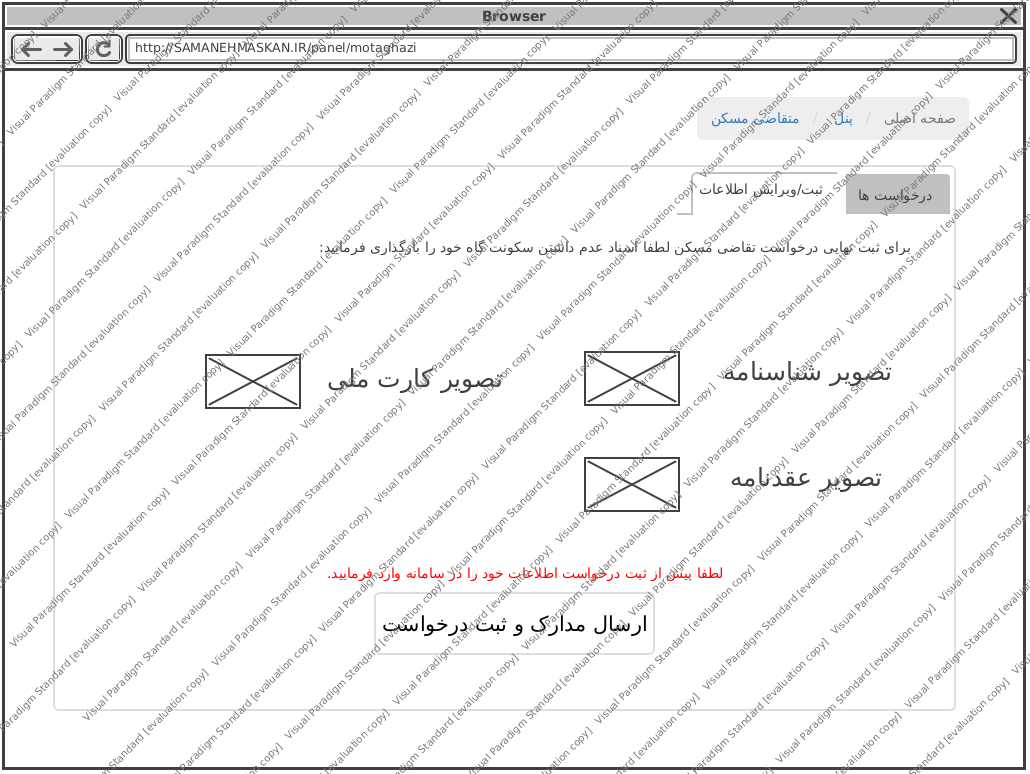 Browser
http://SAMANEHMASKAN.IR/panel/motaghazi
صفحه اصلی / پنل / متقاضی مسکن
درخواست ها
ثبت/ویرایش اطلاعات
برای ثبت نهایی درخواست تقاضی مسکن لطفا اسناد عدم داشتن سکونت گاه خود را بارگذاری فرمایید:
تصویر شناسنامه
تصویر کارت ملی
تصویر عقدنامه
لطفا پیش از ثبت درخواست اطلاعات خود را در سامانه وارد فرمایید.
ارسال مدارک و ثبت درخواست
Visual Paradigm Standard [evaluation copy]